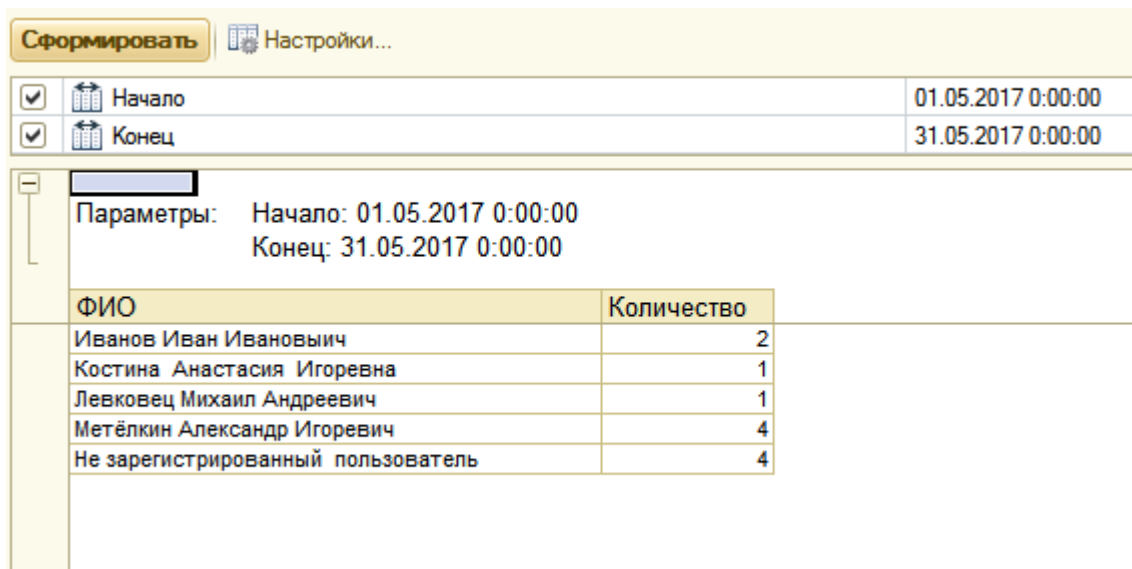 Сформировать Настройки...
Начало 01.05.2017 0:00:00
Конец 31.05.2017 0:00:00
Параметры: Начало: 01.05.2017 0:00:00
Конец: 31.05.2017 0:00:00
ФИО Количество
Иванов Иван Ивановыич 2
Костина Анастасия Игоревна 1
Левковец Михаил Андреевич 1
Метёлкин Александр Игоревич 4
Не зарегистрированный пользователь 4